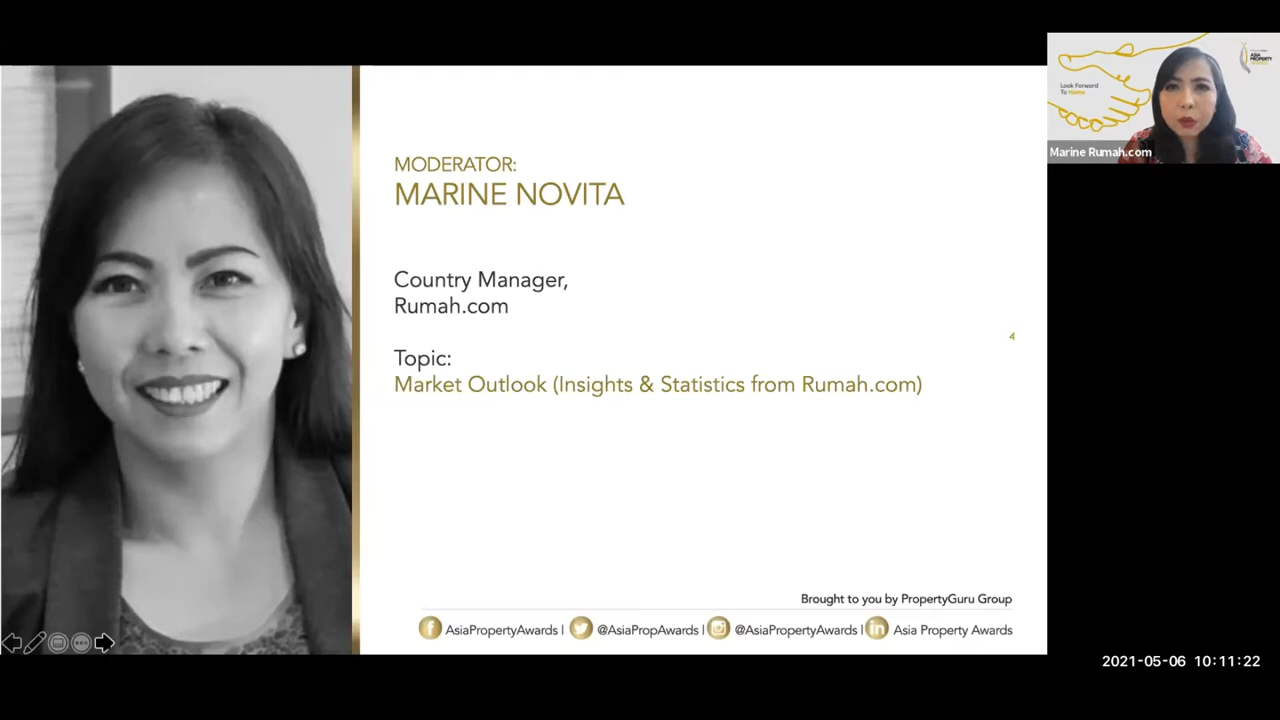 MODERATOR:
MARINE NOVITA
Country Manager,
Rumah.com
Topic:
Market Outlook (Insights & Statistics from Rumah.com)
4
Brought to you by PropertyGuru Group
AsiaPropertyAwards | @AsiaPropAwards | @AsiaPropertyAwards | Asia Property Awards
Look Forward
To Home
ASIA
PROPERTY
Marine Rumah.com
2021-05-06 10:11:22